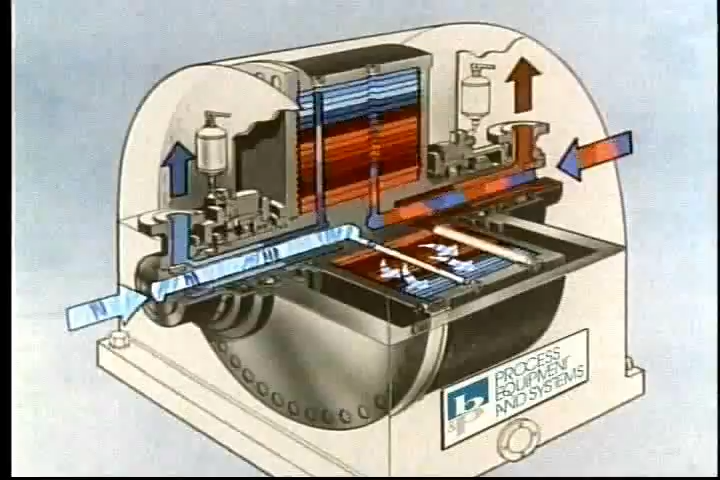 b
&p
PROCESS
EQUIPMENT
AND SYSTEMS